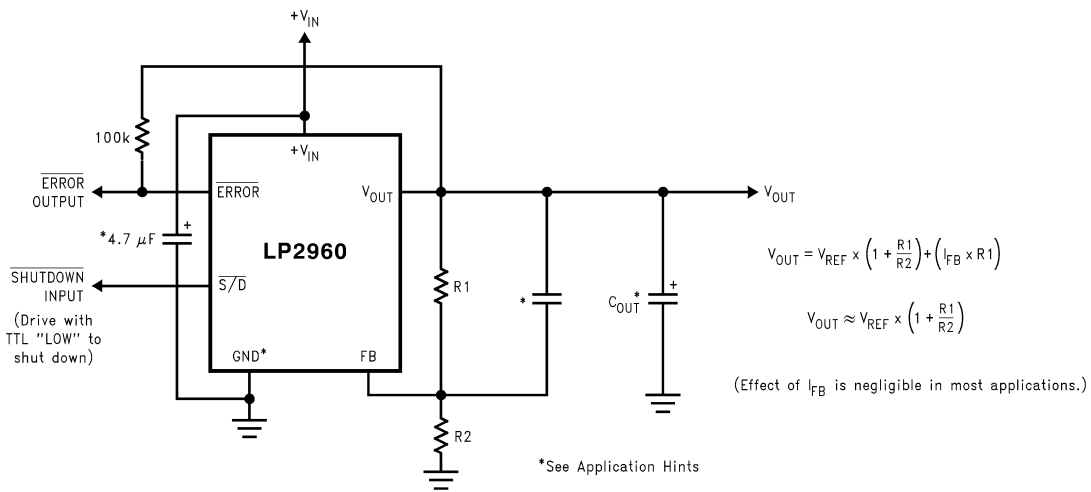 +V_IN
100k
+V_IN
ERROR
OUTPUT
ERROR
V_OUT
V_OUT
*4.7 µF
+
LP2960
SHUTDOWN
INPUT
S/D
(Drive with
TTL "LOW" to
shut down)
GND*
FB
R1
*
C_OUT*
+
R2
V_OUT = V_REF x (1 + R1/R2) + (I_FB x R1)
V_OUT ≈ V_REF x (1 + R1/R2)
(Effect of I_FB is negligible in most applications.)
*See Application Hints